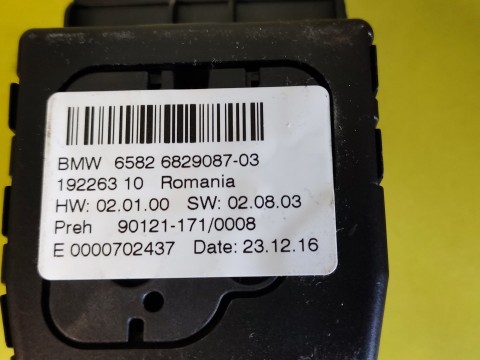 BMW 6582 6829087-03
192263 10 Romania
HW: 02.01.00 SW: 02.08.03
Preh 90121-171/0008
E 0000702437 Date: 23.12.16